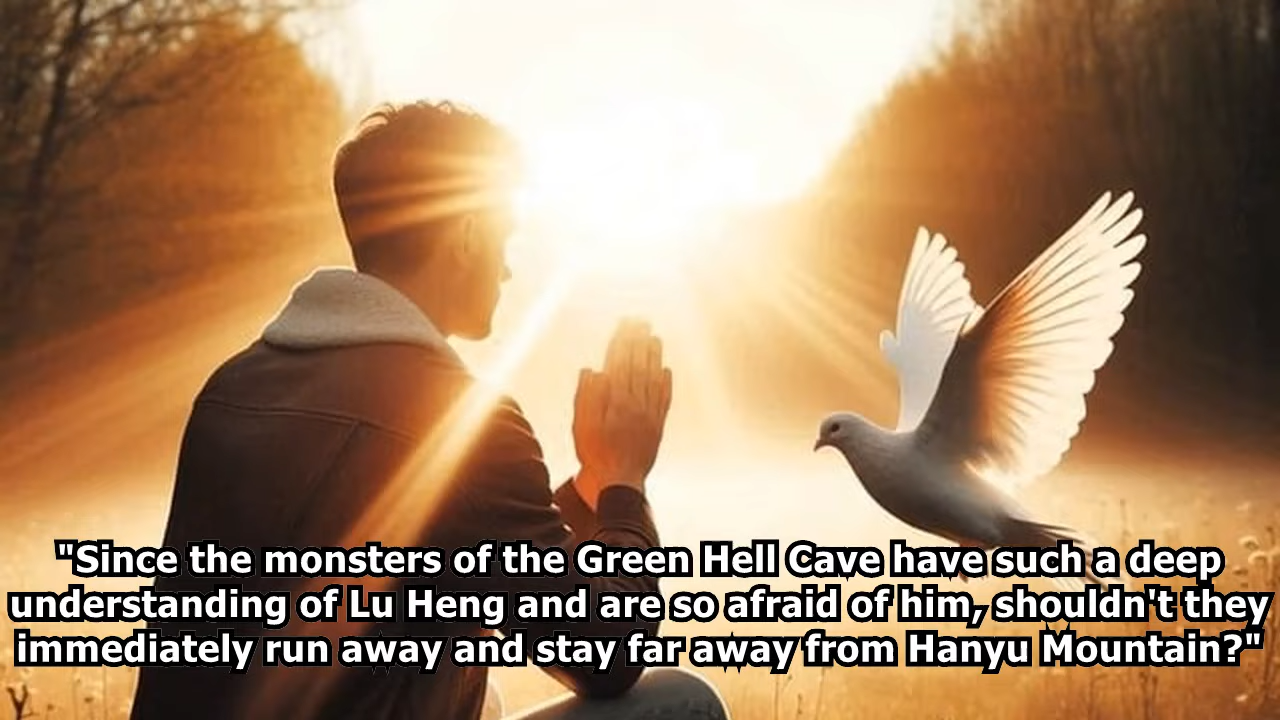 "Since the monsters of the Green Hell Cave have such a deep
understanding of Lu Heng and are so afraid of him, shouldn't they
immediately run away and stay far away from Hanyu Mountain?"